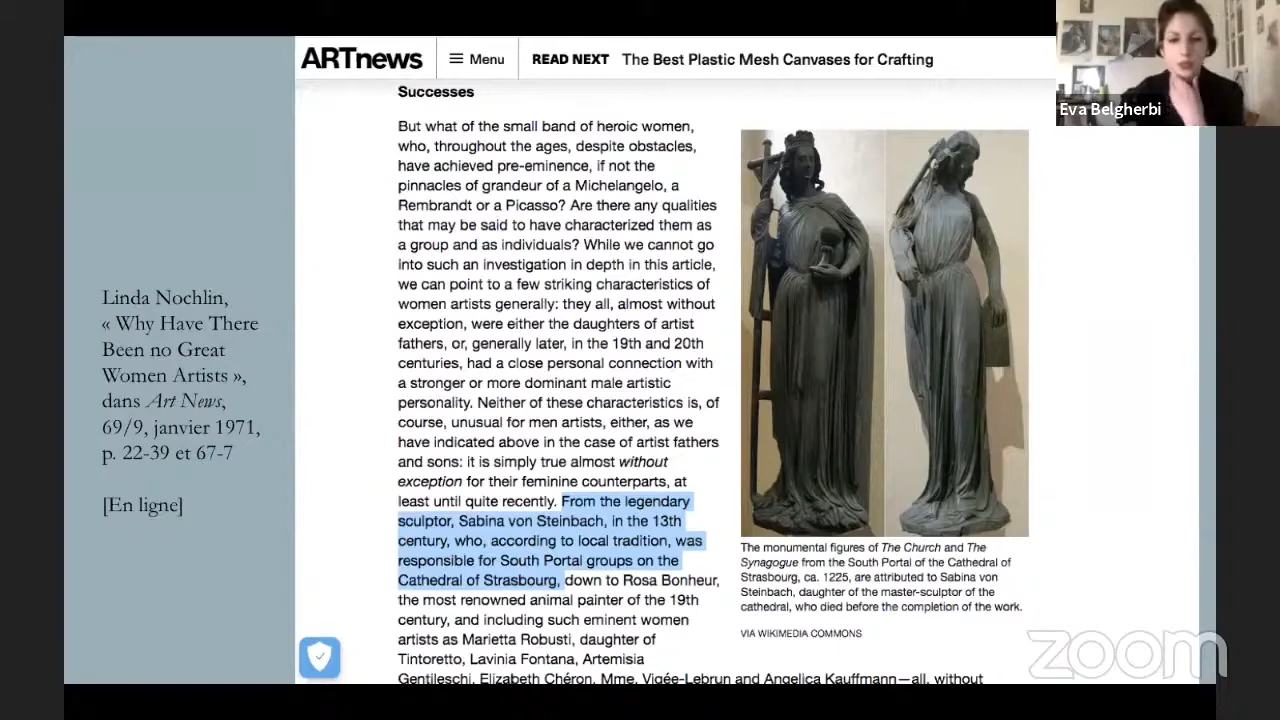 ARTnews
Menu
READ NEXT The Best Plastic Mesh Canvases for Crafting
Eva Belgherbi
Linda Nochlin,
« Why Have There
Been no Great
Women Artists »,
dans Art News,
69/9, janvier 1971,
p. 22-39 et 67-7
[En ligne]
Successes
But what of the small band of heroic women,
who, throughout the ages, despite obstacles,
have achieved pre-eminence, if not the
pinnacles of grandeur of a Michelangelo, a
Rembrandt or a Picasso? Are there any qualities
that may be said to have characterized them as
a group and as individuals? While we cannot go
into such an investigation in depth in this article,
we can point to a few striking characteristics of
women artists generally: they all, almost without
exception, were either the daughters of artist
fathers, or, generally later, in the 19th and 20th
centuries, had a close personal connection with
a stronger or more dominant male artistic
personality. Neither of these characteristics is, of
course, unusual for men artists, either, as we
have indicated above in the case of artist fathers
and sons: it is simply true almost without
exception for their feminine counterparts, at
least until quite recently. From the legendary
sculptor, Sabina von Steinbach, in the 13th
century, who, according to local tradition, was
responsible for South Portal groups on the
Cathedral of Strasbourg, down to Rosa Bonheur,
the most renowned animal painter of the 19th
century, and including such eminent women
artists as Marietta Robusti, daughter of
Tintoretto, Lavinia Fontana, Artemisia
Gentileschi, Elizabeth Chéron, Mme. Vigée-Lebrun and Angelica Kauffmann—all, without
The monumental figures of The Church and The
Synagogue from the South Portal of the Cathedral of
Strasbourg, ca. 1225, are attributed to Sabina von
Steinbach, daughter of the master-sculptor of the
cathedral, who died before the completion of the work.
VIA WIKIMEDIA COMMONS
zoom